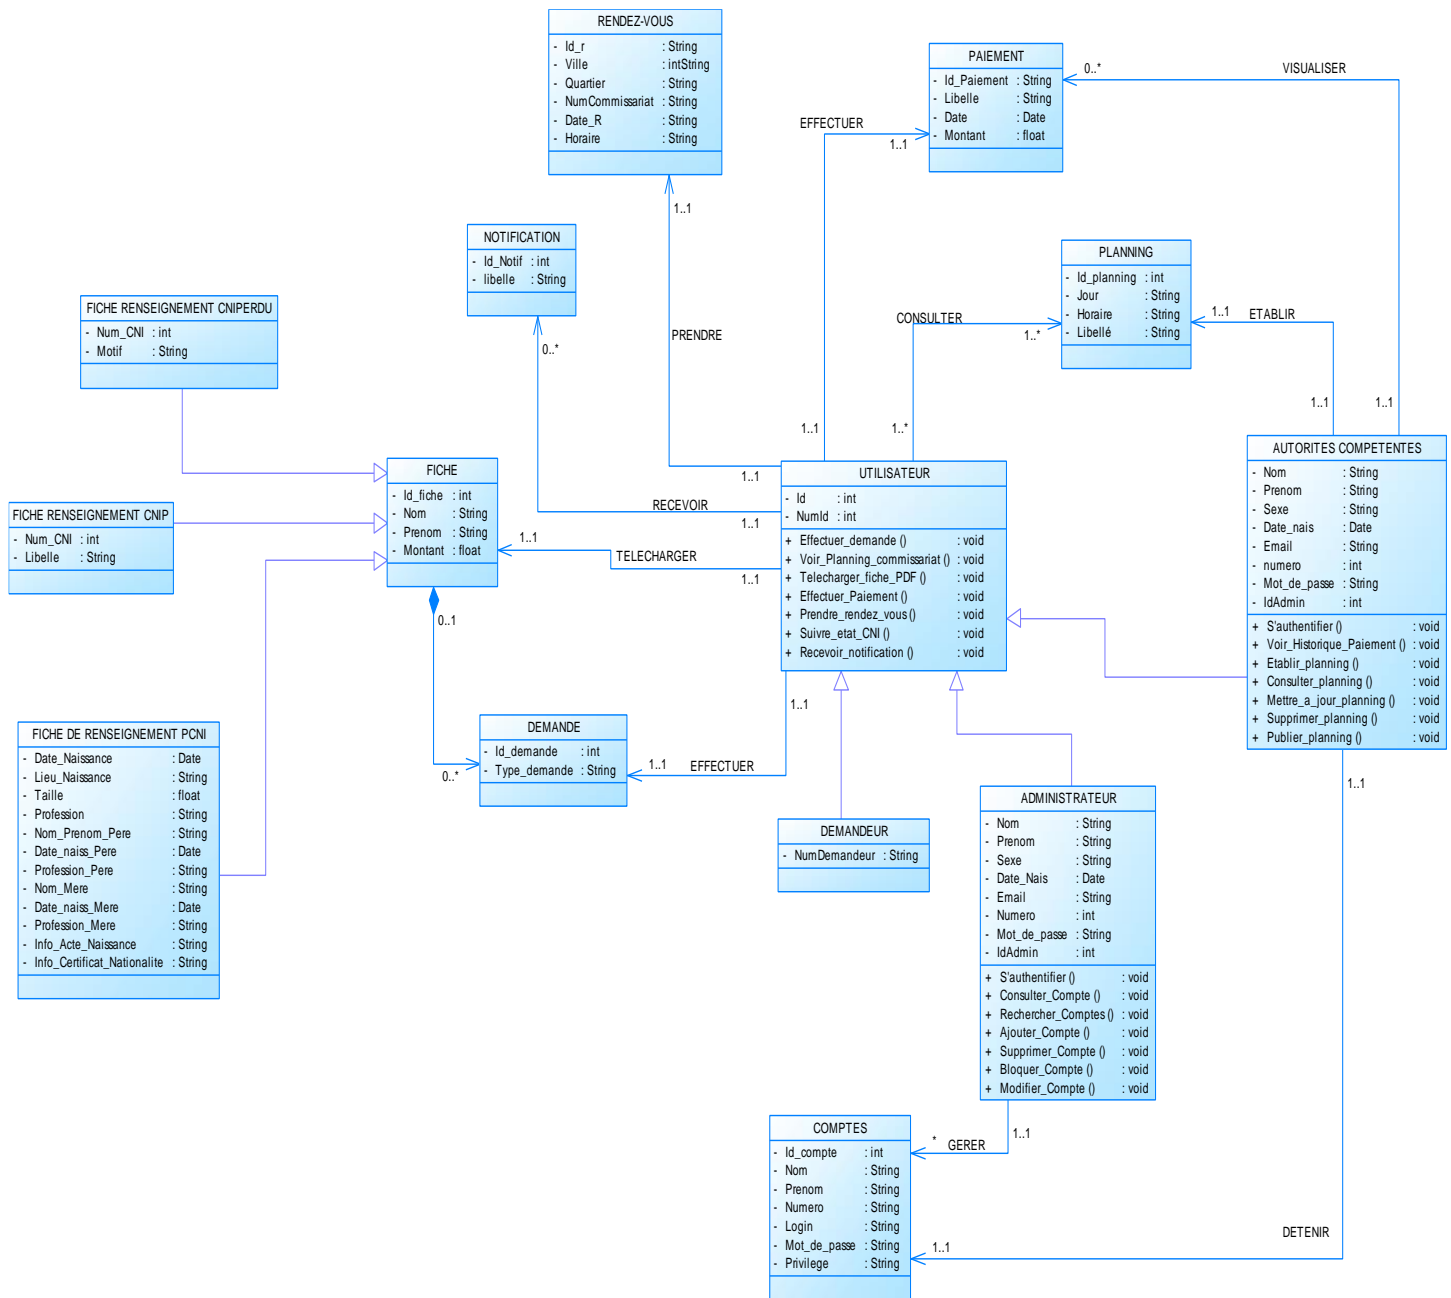 RENDEZ-VOUS
- Id_r : String
- Ville : intString
- Quartier : String
- NumCommissariat : String
- Date_R : String
- Horaire : String
PAIEMENT
- Id_Paiement : String
- Libelle : String
- Date : Date
- Montant : float
0..*
VISUALISER
EFFECTUER
1..1
1..1
NOTIFICATION
- Id_Notif : int
- libelle : String
PLANNING
- Id_planning : int
- Jour : String
- Horaire : String
- Libellé : String
FICHE RENSEIGNEMENT CNIPERDU
- Num_CNI : int
- Motif : String
CONSULTER
1..*
1..1
ETABLIR
PRENDRE
0..*
1..1
1..*
1..1
1..1
FICHE
- Id_fiche : int
- Nom : String
- Prenom : String
- Montant : float
1..1
UTILISATEUR
- Id : int
- NumId : int
+ Effectuer_demande () : void
+ Voir_Planning_commissariat () : void
+ Telecharger_fiche_PDF () : void
+ Effectuer_Paiement () : void
+ Prendre_rendez_vous () : void
+ Suivre_etat_CNI () : void
+ Recevoir_notification () : void
AUTORITES COMPETENTES
- Nom : String
- Prenom : String
- Sexe : String
- Date_nais : Date
- Email : String
- numero : int
- Mot_de_passe : String
- IdAdmin : int
+ S'authentifier () : void
+ Voir_Historique_Paiement () : void
+ Etablir_planning () : void
+ Consulter_planning () : void
+ Mettre_a_jour_planning () : void
+ Supprimer_planning () : void
+ Publier_planning () : void
RECEVOIR
1..1
FICHE RENSEIGNEMENT CNIP
- Num_CNI : int
- Libelle : String
1..1
TELECHARGER
1..1
0..1
FICHE DE RENSEIGNEMENT PCNI
- Date_Naissance : Date
- Lieu_Naissance : String
- Taille : float
- Profession : String
- Nom_Prenom_Pere : String
- Date_naiss_Pere : Date
- Profession_Pere : String
- Nom_Mere : String
- Date_naiss_Mere : Date
- Profession_Mere : String
- Info_Acte_Naissance : String
- Info_Certificat_Nationalite : String
DEMANDE
- Id_demande : int
- Type_demande : String
0..*
1..1
1..1
EFFECTUER
1..1
DEMANDEUR
- NumDemandeur : String
ADMINISTRATEUR
- Nom : String
- Prenom : String
- Sexe : String
- Date_Nais : Date
- Email : String
- Numero : int
- Mot_de_passe : String
- IdAdmin : int
+ S'authentifier () : void
+ Consulter_Compte () : void
+ Rechercher_Comptes () : void
+ Ajouter_Compte () : void
+ Supprimer_Compte () : void
+ Bloquer_Compte () : void
+ Modifier_Compte () : void
COMPTES
- Id_compte : int
- Nom : String
- Prenom : String
- Numero : String
- Login : String
- Mot_de_passe : String
- Privilege : String
*
GERER
1..1
1..1
DETENIR